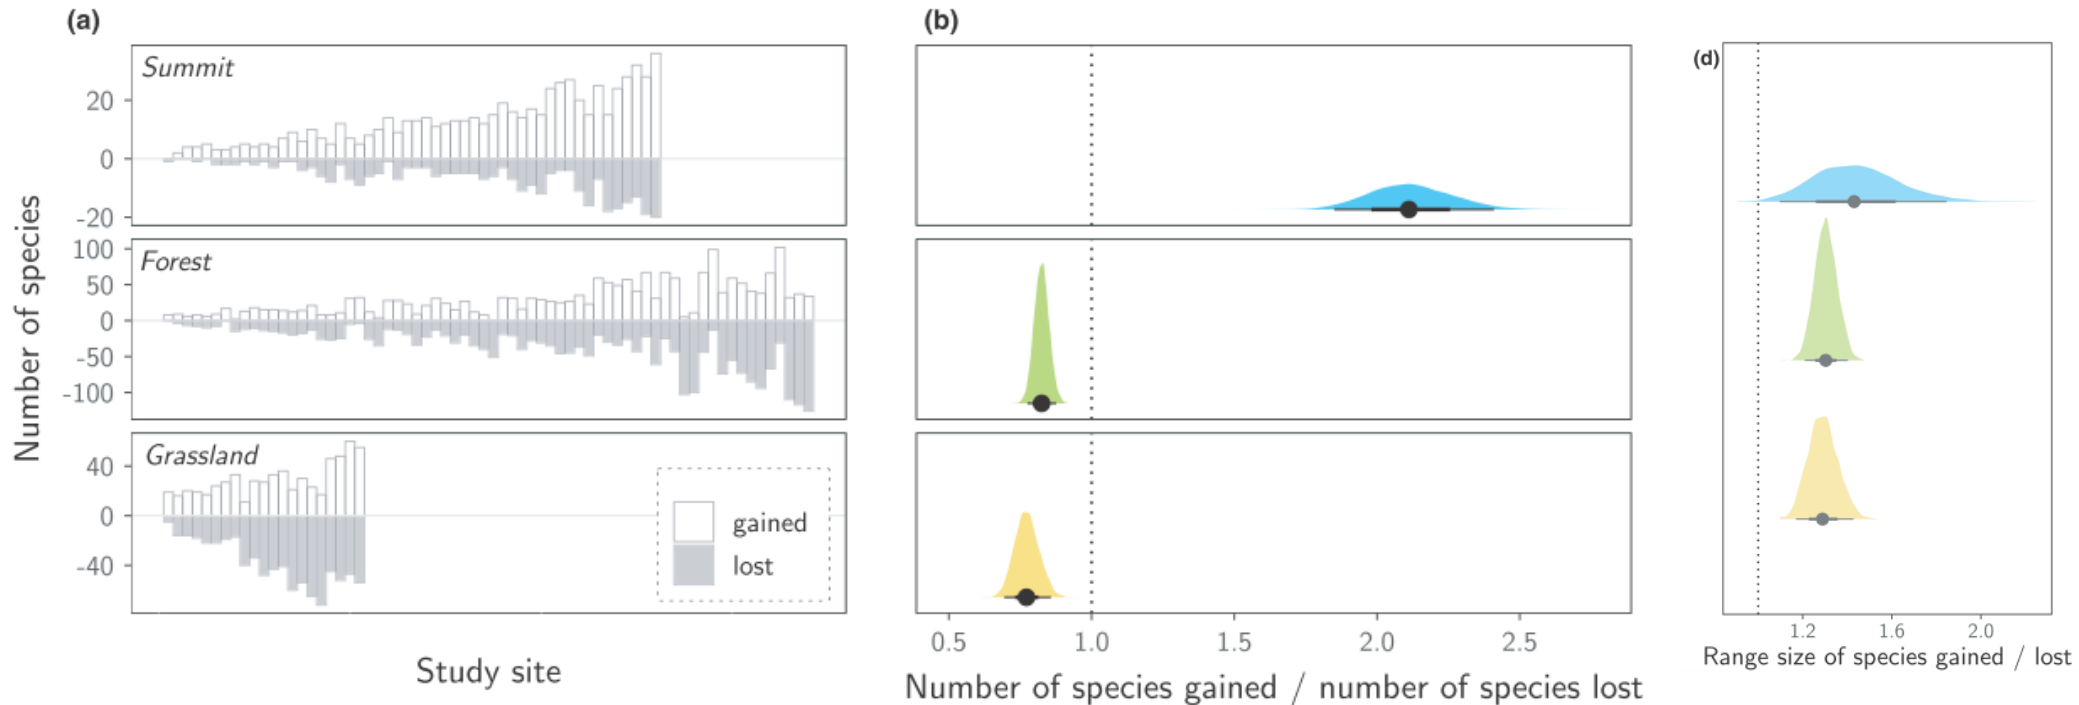 (a)
Number of species
Summit
20
0
-20
Forest
100
50
0
-50
-100
Grassland
40
0
-40
gained
lost
Study site
(b)
0.5 1.0 1.5 2.0 2.5
Number of species gained / number of species lost
(d)
1.2 1.6 2.0
Range size of species gained / lost